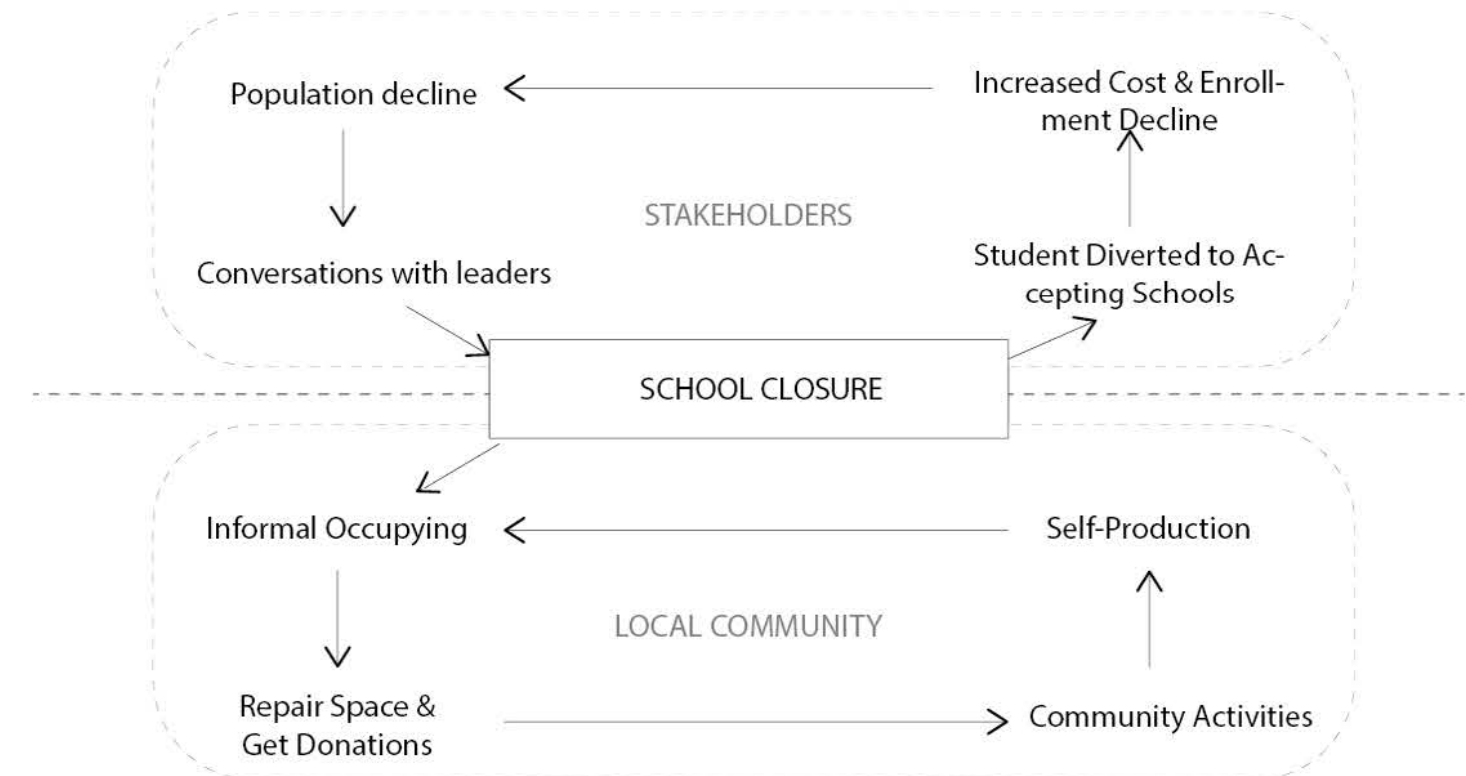 Population decline
Increased Cost & Enroll-
ment Decline
STAKEHOLDERS
Conversations with leaders
Student Diverted to Ac-
cepting Schools
SCHOOL CLOSURE
Informal Occupying
Self-Production
LOCAL COMMUNITY
Repair Space &
Get Donations
Community Activities